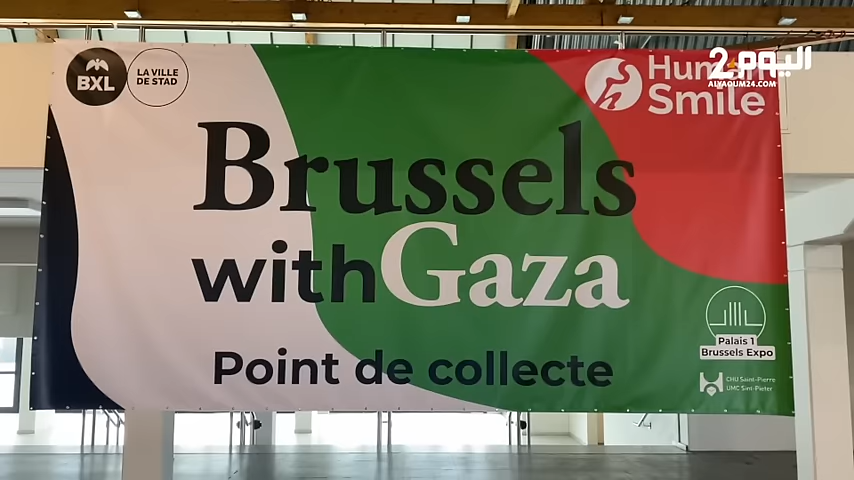 BXL
LA VILLE
DE STAD
Human
Smile
اليوم 24
ALYAOUM24.COM
Brussels
with Gaza
Point de collecte
Palais 1
Brussels Expo
CHU Saint-Pierre
UMC Sint-Pieter